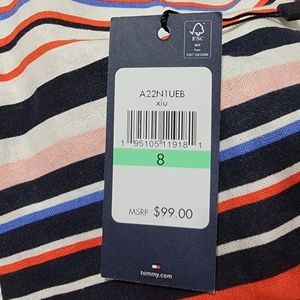 FSC
A22N1UEB
xiu
1 95105 11918 1
8
MSRP $99.00
tommy.com